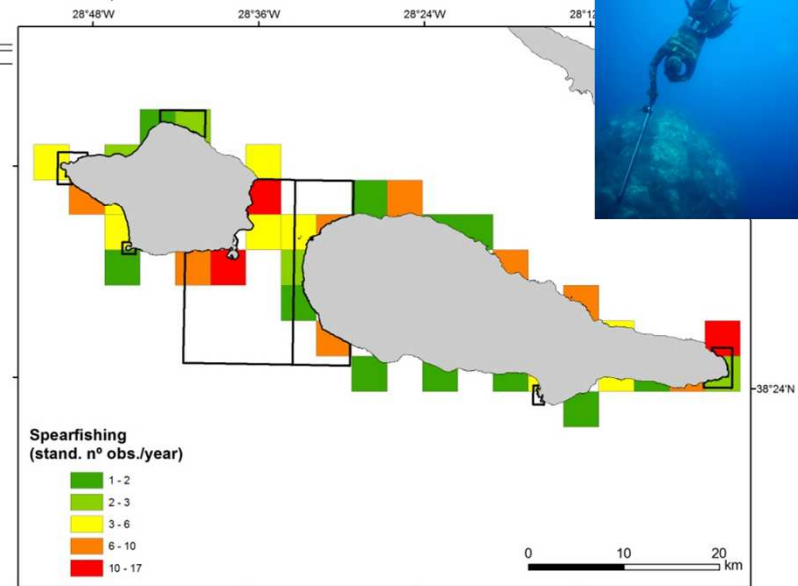 28°48'W
28°36'W
28°24'W
28°12
38°24'N
Spearfishing
(stand. nº obs./year)
1 - 2
2 - 3
3 - 6
6 - 10
10 - 17
0 10 20
km